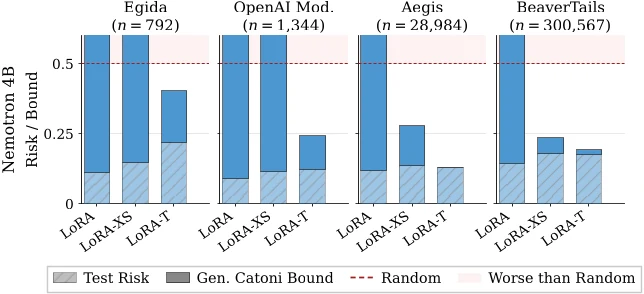 Egida
(n = 792)
OpenAI Mod.
(n = 1,344)
Aegis
(n = 28,984)
BeaverTails
(n = 300,567)
Nemotron 4B
Risk / Bound
0.5
0.25
0
LoRA
LoRA-XS
LoRA-T
LoRA
LoRA-XS
LoRA-T
LoRA
LoRA-XS
LoRA-T
LoRA
LoRA-XS
LoRA-T
Test Risk
Gen. Catoni Bound
Random
Worse than Random